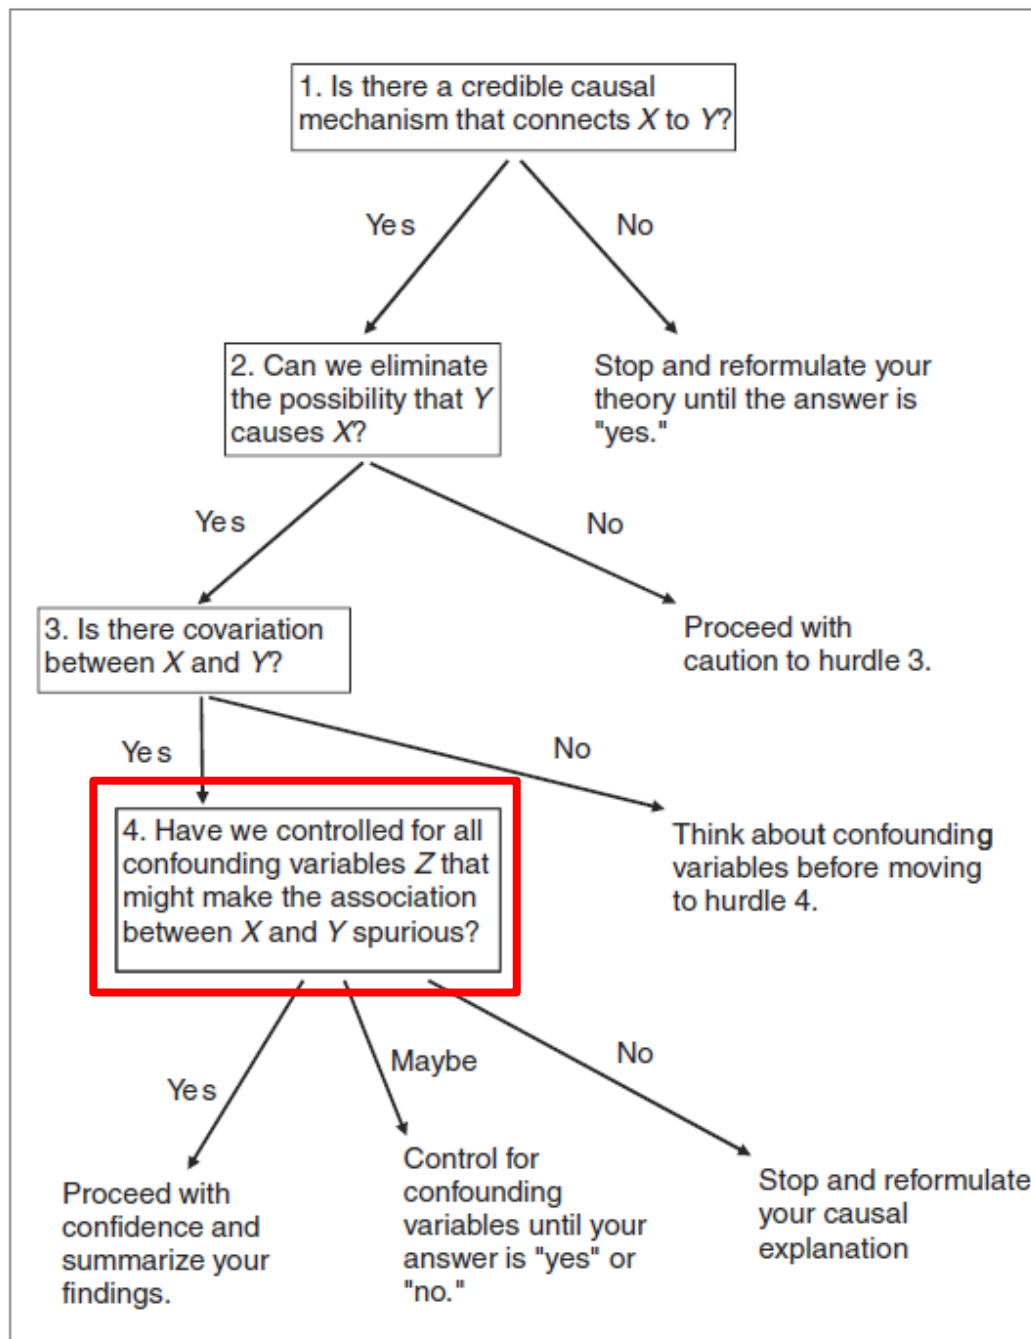 1. Is there a credible causal
mechanism that connects X to Y?
Yes
No
2. Can we eliminate
the possibility that Y
causes X?
Stop and reformulate your
theory until the answer is
"yes."
Yes
No
3. Is there covariation
between X and Y?
Proceed with
caution to hurdle 3.
Yes
No
4. Have we controlled for all
confounding variables Z that
might make the association
between X and Y spurious?
Think about confounding
variables before moving
to hurdle 4.
Yes
Maybe
No
Proceed with
confidence and
summarize your
findings.
Control for
confounding
variables until your
answer is "yes" or
"no."
Stop and reformulate
your causal
explanation